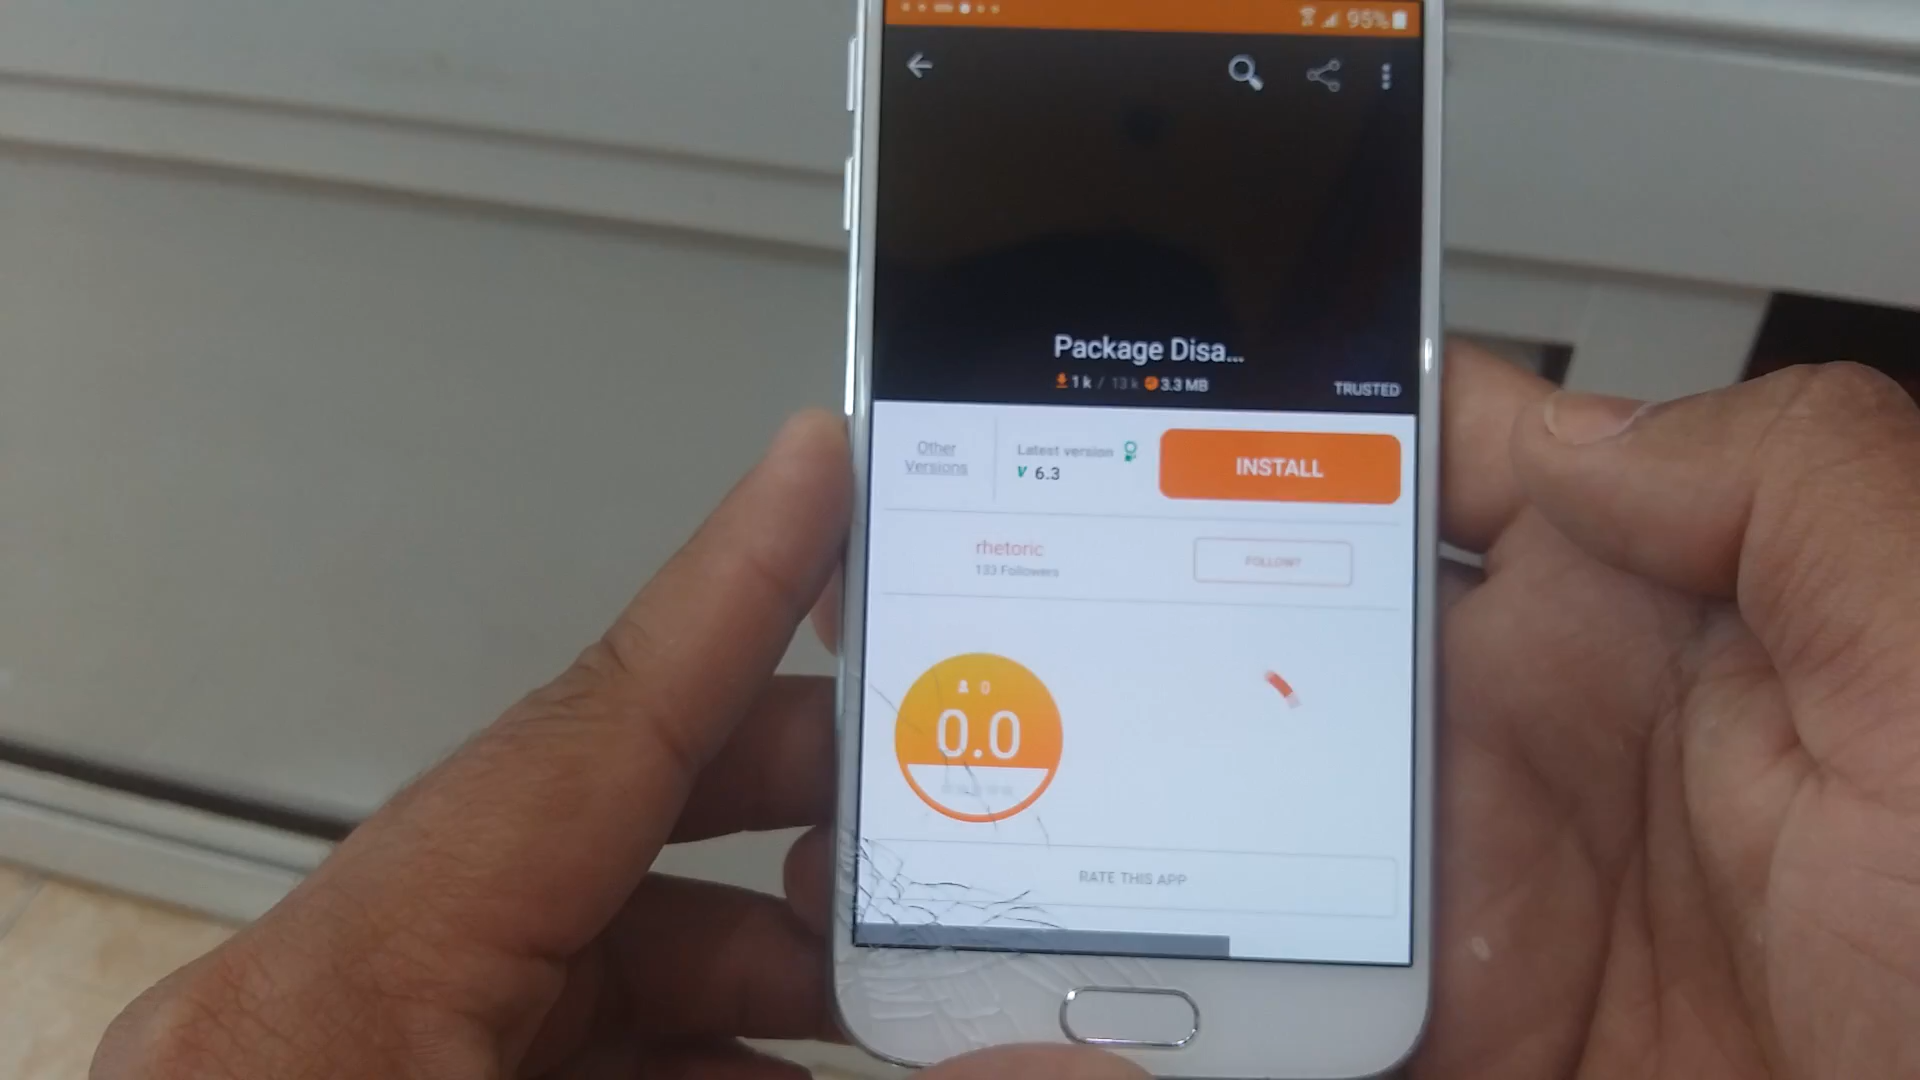 95%
Package Disa...
1 k / 13 k 3.3 MB
TRUSTED
Other
Versions
Latest version
V 6.3
INSTALL
rhetoric
133 Followers
FOLLOW?
0
0.0
RATE THIS APP